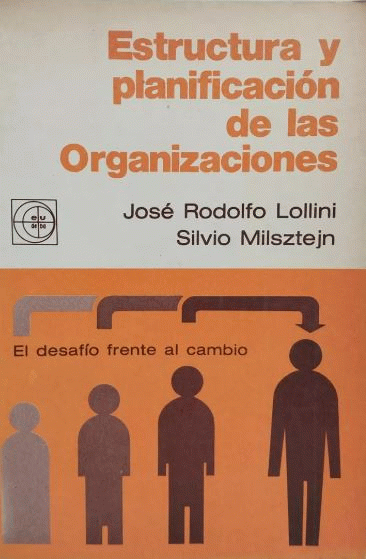 Estructura y
planificación
de las
Organizaciones
José Rodolfo Lollini
Silvio Milsztejn
El desafío frente al cambio